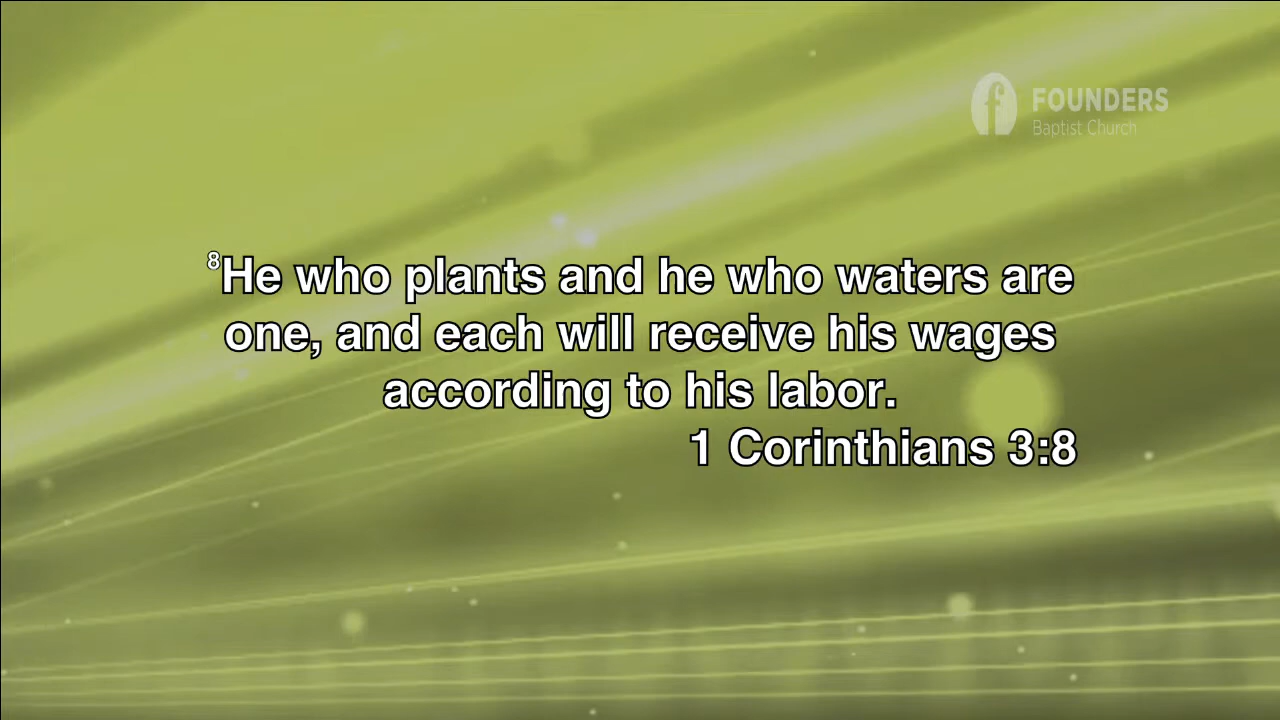 FOUNDERS
Baptist Church
⁸He who plants and he who waters are
one, and each will receive his wages
according to his labor.
1 Corinthians 3:8